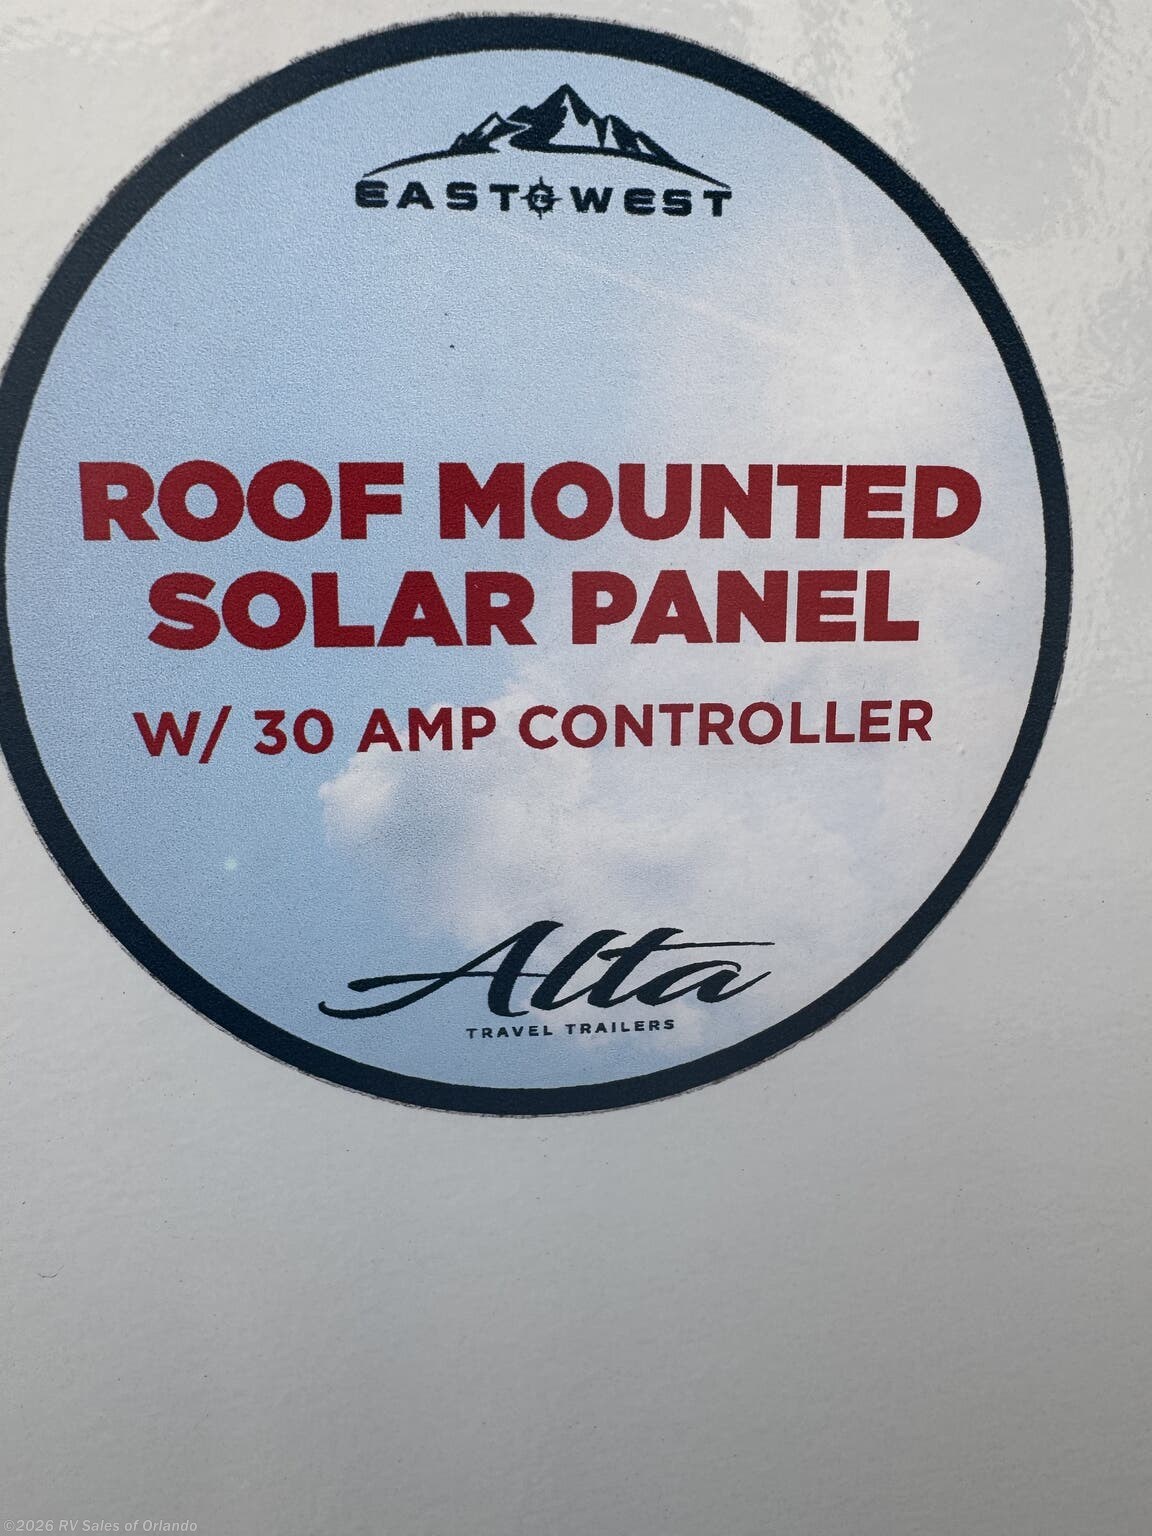 EAST WEST
ROOF MOUNTED
SOLAR PANEL
W/ 30 AMP CONTROLLER
Alta
TRAVEL TRAILERS
©2026 RV Sales of Orlando